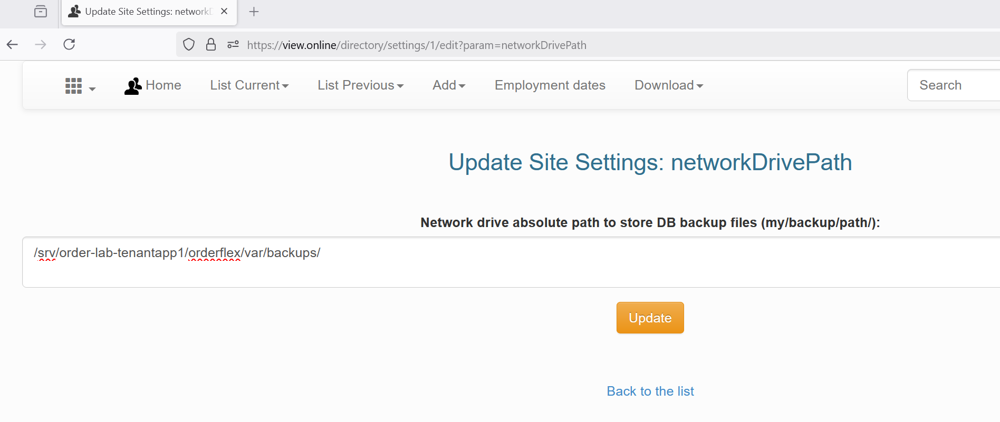 Update Site Settings: network
https://view.online/directory/settings/1/edit?param=networkDrivePath
Home List Current List Previous Add Employment dates Download Search
Update Site Settings: networkDrivePath
Network drive absolute path to store DB backup files (my/backup/path/):
/srv/order-lab-tenantapp1/orderflex/var/backups/
Update
Back to the list